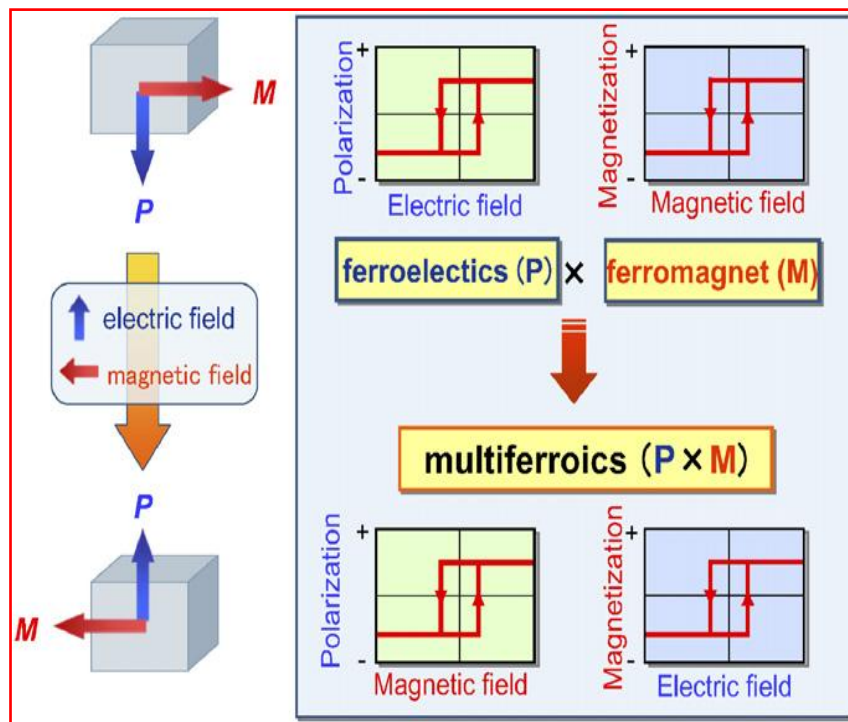 M
P
electric field
magnetic field
P
M
+
Polarization
-
Electric field
+
Magnetization
-
Magnetic field
ferroelectics (P) × ferromagnet (M)
multiferroics (P × M)
+
Polarization
-
Magnetic field
+
Magnetization
-
Electric field